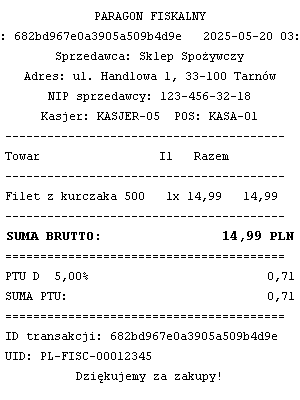 PARAGON FISKALNY
: 682bd967e0a3905a509b4d9e 2025-05-20 03:
Sprzedawca: Sklep Spożywczy
Adres: ul. Handlowa 1, 33-100 Tarnów
NIP sprzedawcy: 123-456-32-18
Kasjer: KASJER-05 POS: KASA-01
----------------------------------------
Towar Il Razem
----------------------------------------
Filet z kurczaka 500 1x 14,99 14,99
----------------------------------------
SUMA BRUTTO: 14,99 PLN
========================================
PTU D 5,00% 0,71
SUMA PTU: 0,71
========================================
ID transakcji: 682bd967e0a3905a509b4d9e
UID: PL-FISC-00012345
Dziękujemy za zakupy!